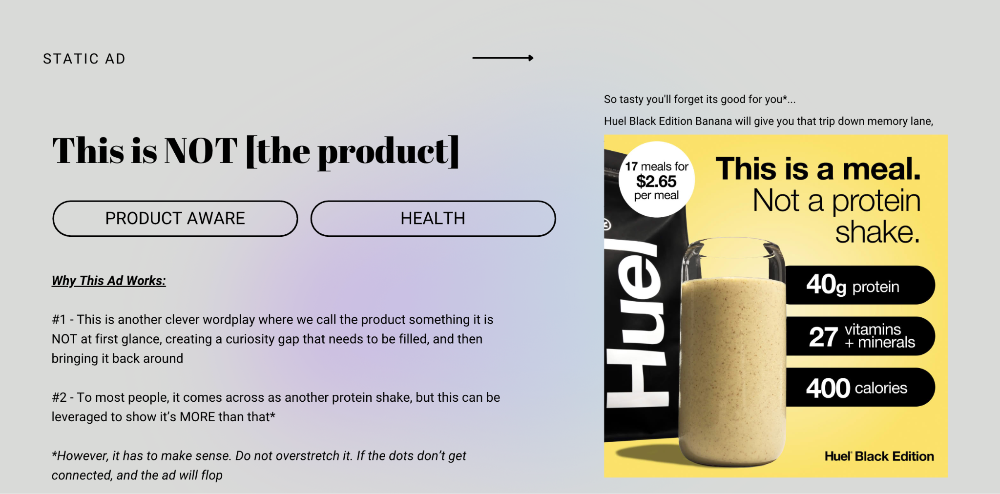 STATIC AD
This is NOT [the product]
PRODUCT AWARE
HEALTH
Why This Ad Works:
#1 - This is another clever wordplay where we call the product something it is
NOT at first glance, creating a curiosity gap that needs to be filled, and then
bringing it back around
#2 - To most people, it comes across as another protein shake, but this can be
leveraged to show it’s MORE than that*
*However, it has to make sense. Do not overstretch it. If the dots don’t get
connected, and the ad will flop
So tasty you'll forget its good for you*...
Huel Black Edition Banana will give you that trip down memory lane,
17 meals for
$2.65
per meal
This is a meal.
Not a protein
shake.
Huel®
40g protein
27 vitamins
+ minerals
400 calories
Huel® Black Edition